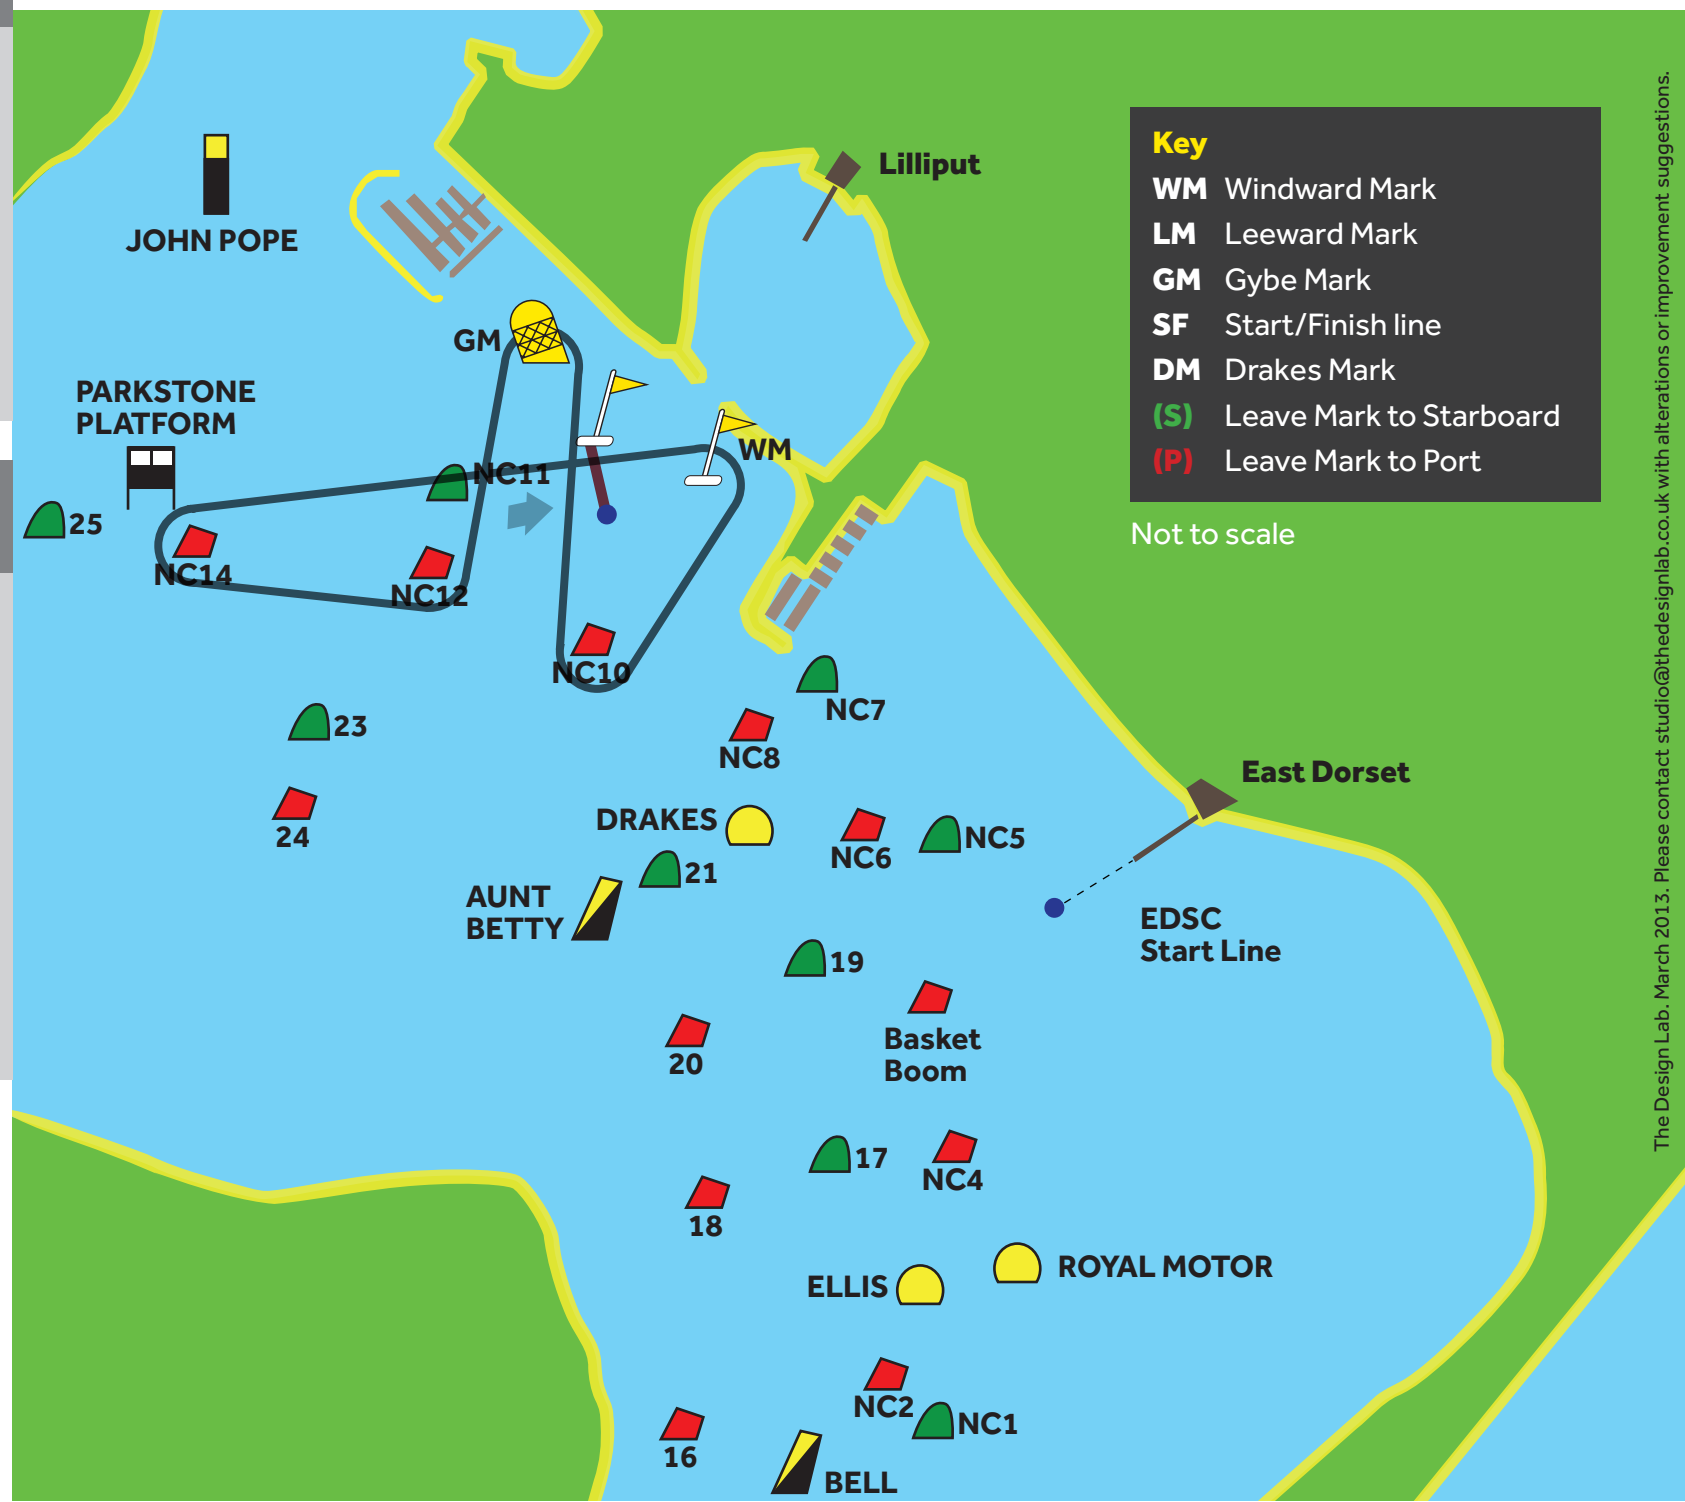 Lilliput
JOHN POPE
Key
WM Windward Mark
LM Leeward Mark
GM Gybe Mark
SF Start/Finish line
DM Drakes Mark
(S) Leave Mark to Starboard
(P) Leave Mark to Port
Not to scale
GM
PARKSTONE
PLATFORM
WM
NC11
25
NC14
NC12
NC10
NC7
23
NC8
24
DRAKES
NC6
NC5
East Dorset
21
AUNT
BETTY
EDSC
Start Line
19
Basket
Boom
20
17
NC4
18
ELLIS
ROYAL MOTOR
NC2
NC1
16
BELL
The Design Lab. March 2013. Please contact studio@thedesignlab.co.uk with alterations or improvement suggestions.